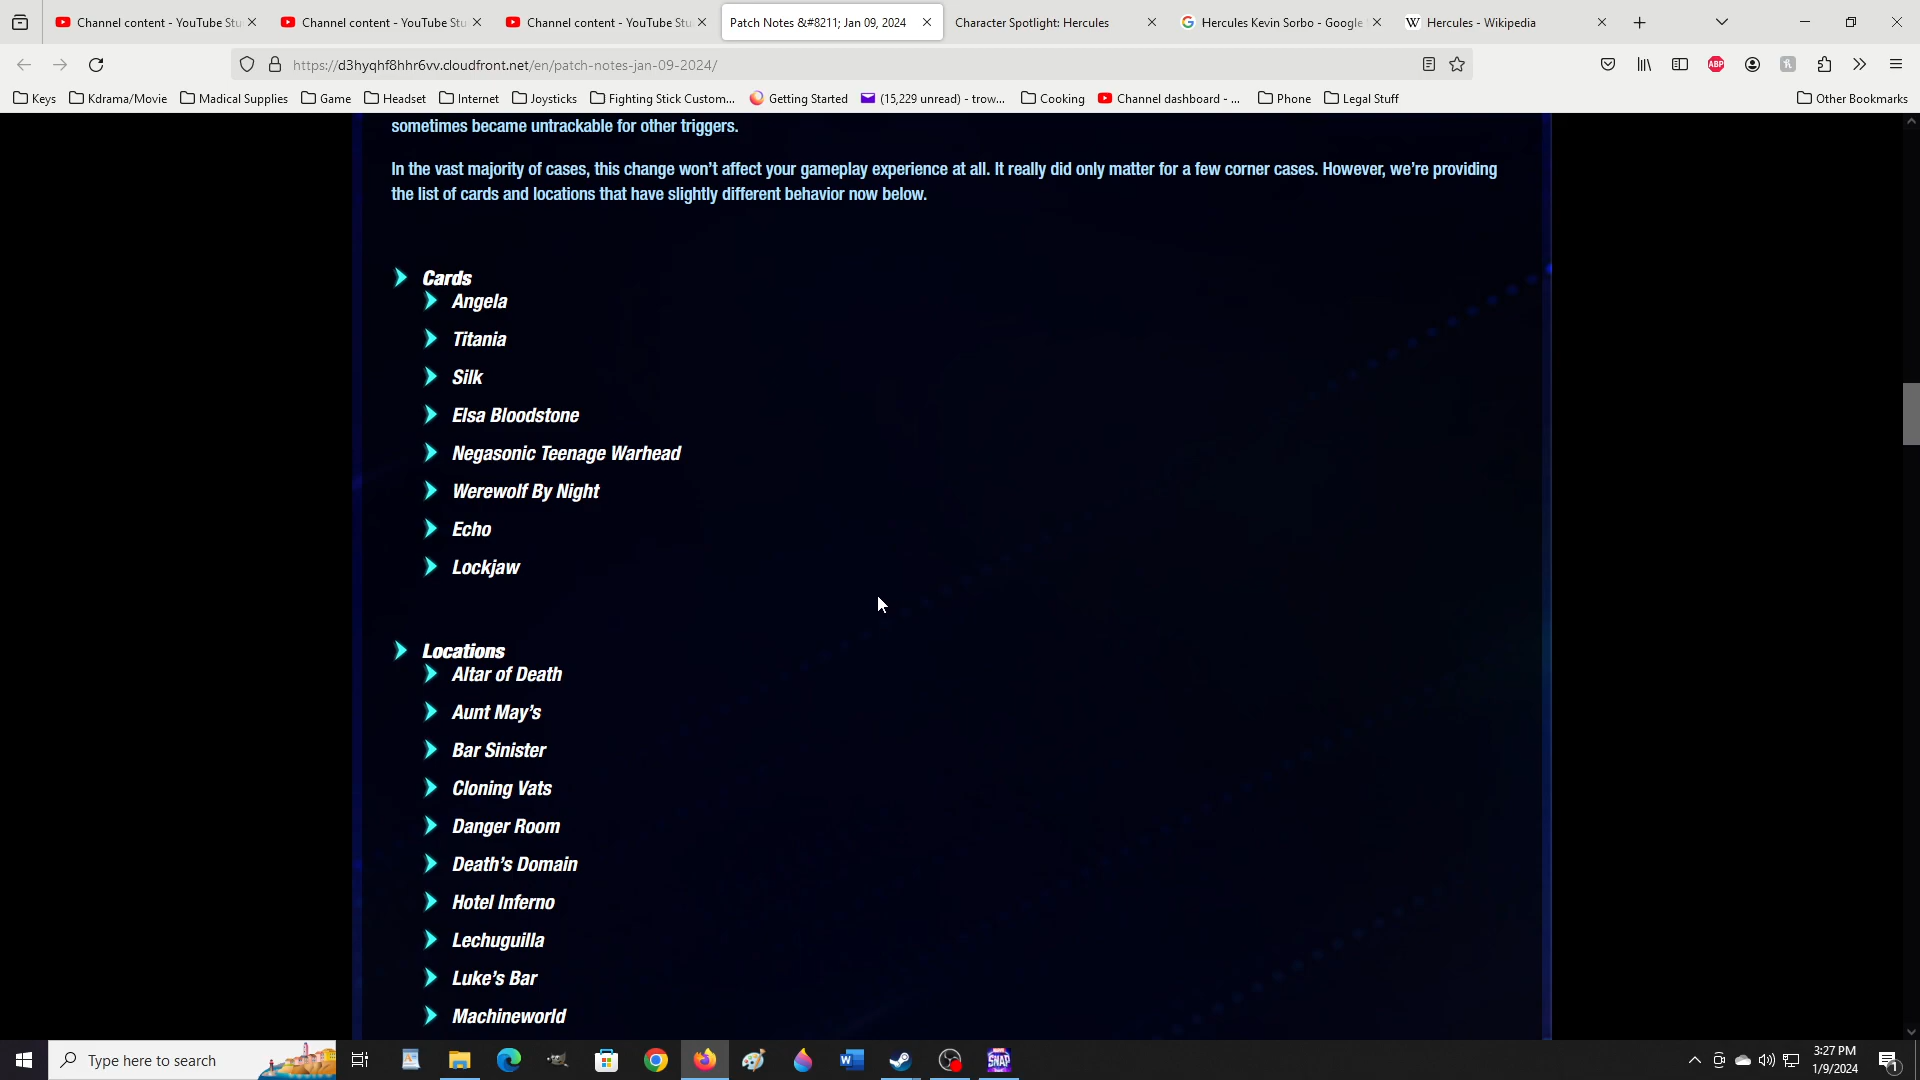 Channel content - YouTube Stu
Channel content - YouTube Stu
Channel content - YouTube Stu
Patch Notes &#8211; Jan 09, 2024
Character Spotlight: Hercules
Hercules Kevin Sorbo - Google
Hercules - Wikipedia
https://d3hyqhf8hhr6vv.cloudfront.net/en/patch-notes-jan-09-2024/
ABP
Keys
Kdrama/Movie
Madical Supplies
Game
Headset
Internet
Joysticks
Fighting Stick Custom...
Getting Started
(15,229 unread) - trow...
Cooking
Channel dashboard - ...
Phone
Legal Stuff
Other Bookmarks
sometimes became untrackable for other triggers.
In the vast majority of cases, this change won't affect your gameplay experience at all. It really did only matter for a few corner cases. However, we're providing
the list of cards and locations that have slightly different behavior now below.
Cards
Angela
Titania
Silk
Elsa Bloodstone
Negasonic Teenage Warhead
Werewolf By Night
Echo
Lockjaw
Locations
Altar of Death
Aunt May's
Bar Sinister
Cloning Vats
Danger Room
Death's Domain
Hotel Inferno
Lechuguilla
Luke's Bar
Machineworld
Type here to search
SNAP
3:27 PM
1/9/2024
1